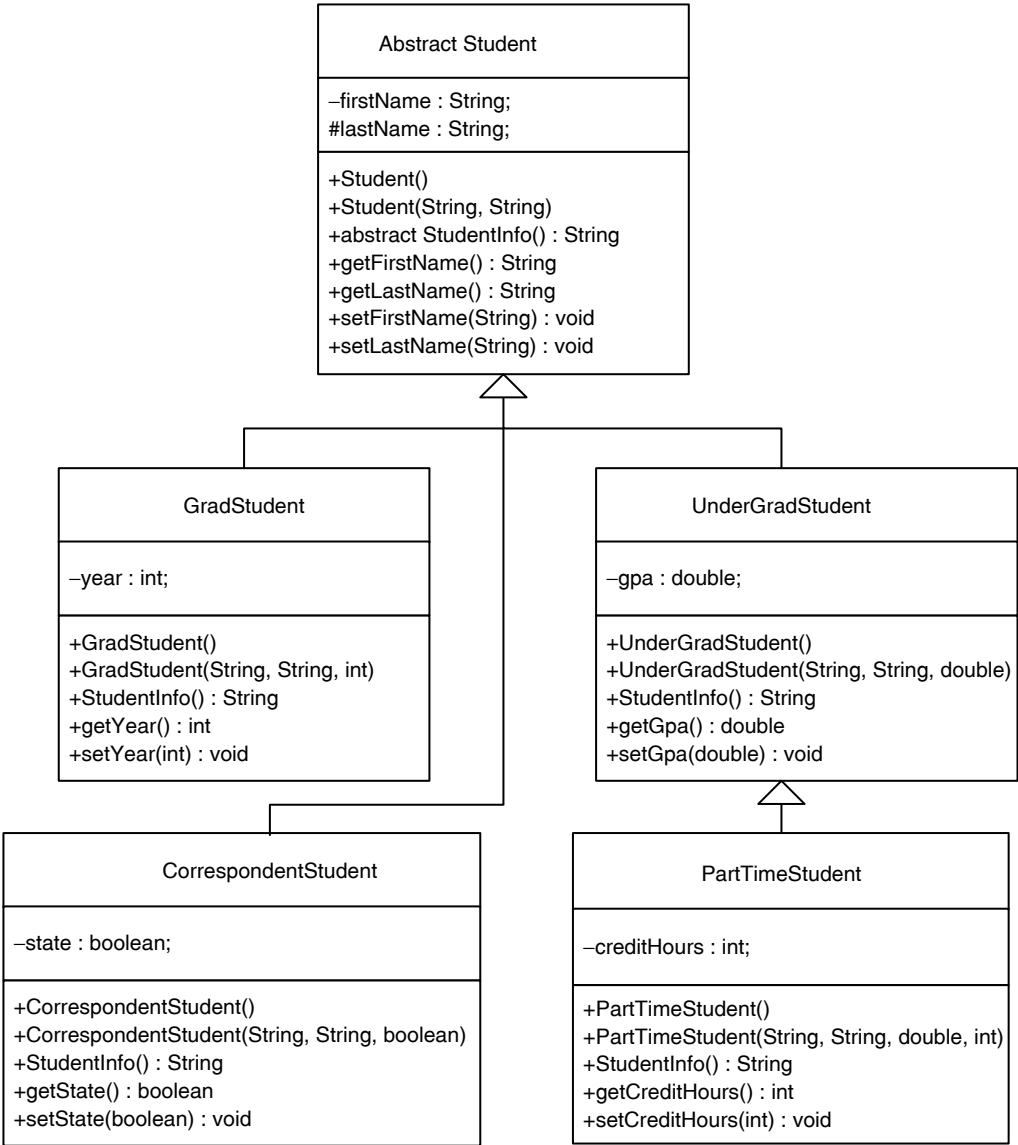 Abstract Student
–firstName : String;
#lastName : String;
+Student()
+Student(String, String)
+abstract StudentInfo() : String
+getFirstName() : String
+getLastName() : String
+setFirstName(String) : void
+setLastName(String) : void
GradStudent
–year : int;
+GradStudent()
+GradStudent(String, String, int)
+StudentInfo() : String
+getYear() : int
+setYear(int) : void
UnderGradStudent
–gpa : double;
+UnderGradStudent()
+UnderGradStudent(String, String, double)
+StudentInfo() : String
+getGpa() : double
+setGpa(double) : void
CorrespondentStudent
–state : boolean;
+CorrespondentStudent()
+CorrespondentStudent(String, String, boolean)
+StudentInfo() : String
+getState() : boolean
+setState(boolean) : void
PartTimeStudent
–creditHours : int;
+PartTimeStudent()
+PartTimeStudent(String, String, double, int)
+StudentInfo() : String
+getCreditHours() : int
+setCreditHours(int) : void